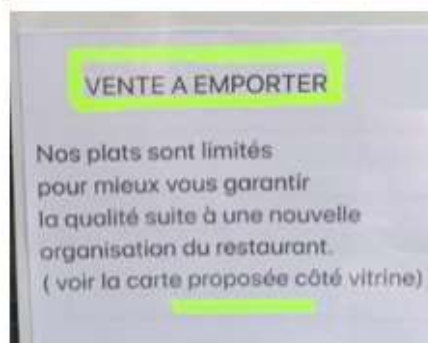 VENTE A EMPORTER
Nos plats sont limités
pour mieux vous garantir
la qualité suite à une nouvelle
organisation du restaurant.
( voir la carte proposée côté vitrine)